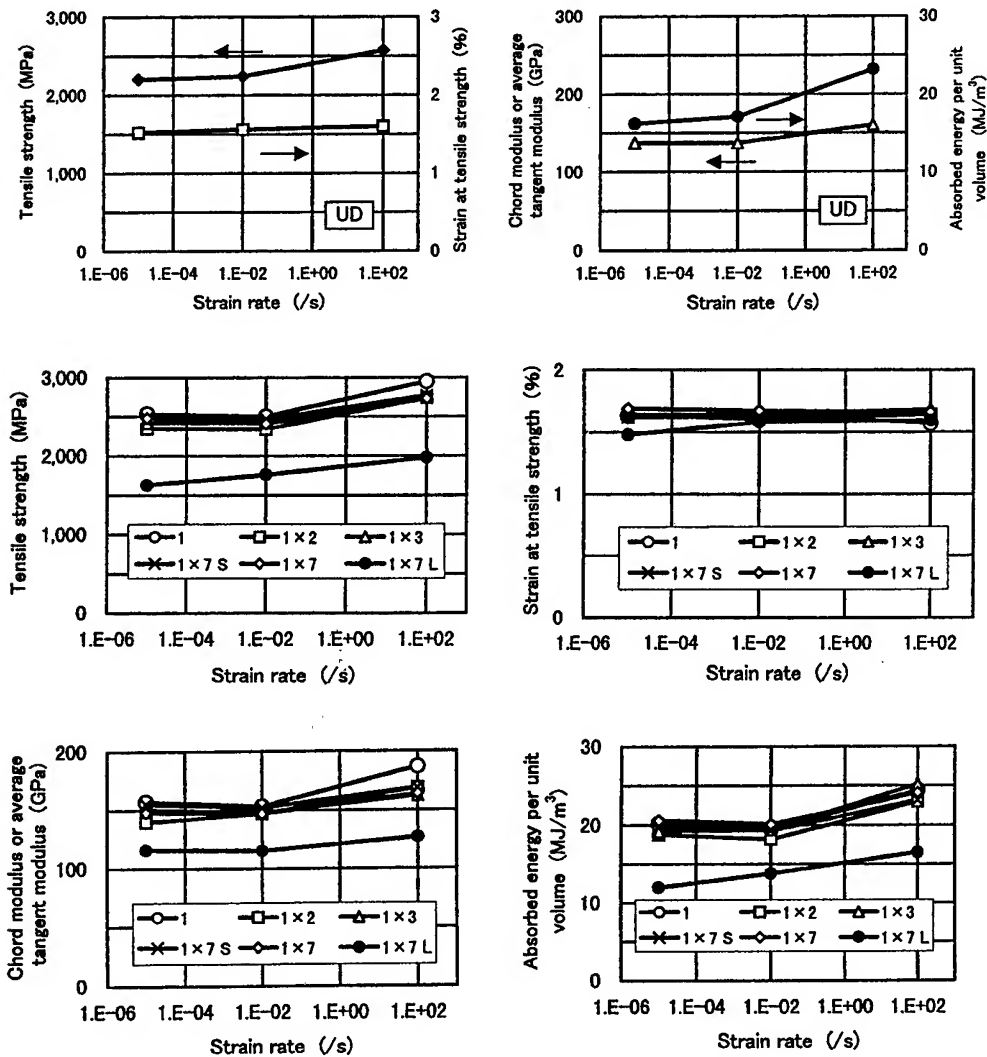 Tensile strength (MPa)
3,000
2,000
1,000
0
3
2
1
0
Strain at tensile strength (%)
UD
1.E-06 1.E-04 1.E-02 1.E+00 1.E+02
Strain rate (/s)
Chord modulus or average
tangent modulus (GPa)
300
250
200
150
100
50
0
30
20
10
0
Absorbed energy per unit
volume (MJ/m³)
UD
1.E-06 1.E-04 1.E-02 1.E+00 1.E+02
Strain rate (/s)
Tensile strength (MPa)
3,000
2,000
1,000
0
1 1×2 1×3
1×7 S 1×7 1×7 L
1.E-06 1.E-04 1.E-02 1.E+00 1.E+02
Strain rate (/s)
Strain at tensile strength (%)
2
1
0
1 1×2 1×3
1×7 S 1×7 1×7 L
1.E-06 1.E-04 1.E-02 1.E+00 1.E+02
Strain rate (/s)
Chord modulus or average
tangent modulus (GPa)
200
100
0
1 1×2 1×3
1×7 S 1×7 1×7 L
1.E-06 1.E-04 1.E-02 1.E+00 1.E+02
Strain rate (/s)
Absorbed energy per unit
volume (MJ/m³)
30
20
10
0
1 1×2 1×3
1×7 S 1×7 1×7 L
1.E-06 1.E-04 1.E-02 1.E+00 1.E+02
Strain rate (/s)